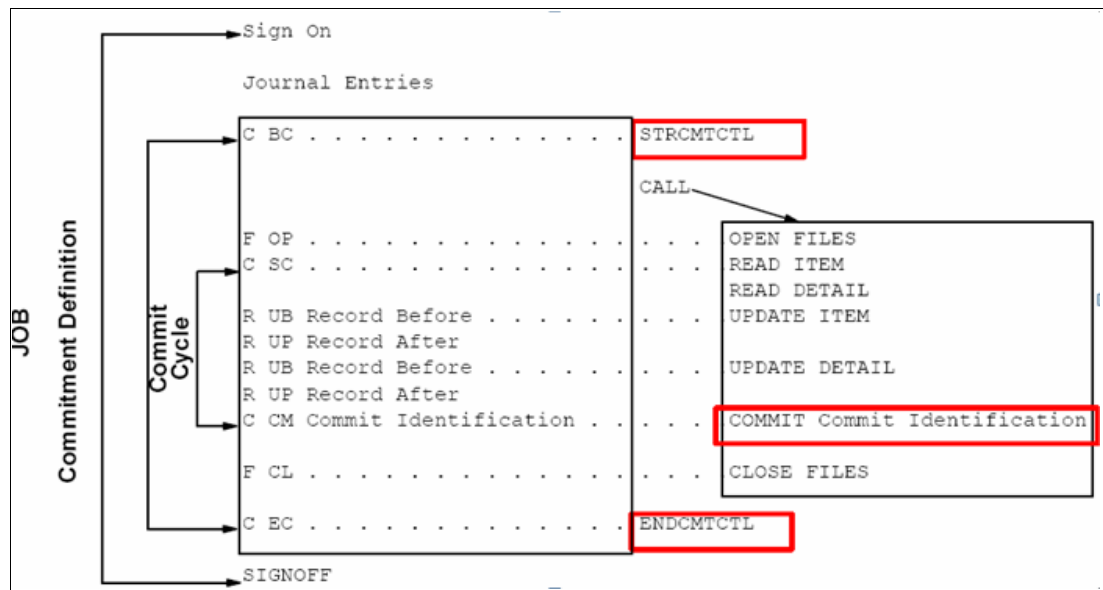 Sign On
Journal Entries
C BC . . . . . . . . . . . . . STRCMTCTL
CALL
F OP . . . . . . . . . . . . . . . . . OPEN FILES
C SC . . . . . . . . . . . . . . . . . READ ITEM
READ DETAIL
R UB Record Before . . . . . . . . . . UPDATE ITEM
R UP Record After
R UB Record Before . . . . . . . . . . UPDATE DETAIL
R UP Record After
C CM Commit Identification . . . . . . COMMIT Commit Identification
F CL . . . . . . . . . . . . . . . . . CLOSE FILES
C EC . . . . . . . . . . . . . ENDCMTCTL
SIGNOFF
JOB
Commitment Definition
Commit
Cycle